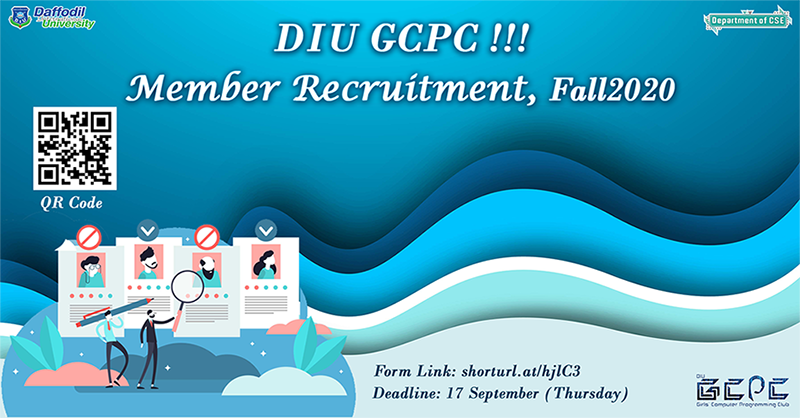 Daffodil
International
University
Department of CSE
DIU GCPC !!!
Member Recruitment, Fall2020
QR Code
Form Link: shorturl.at/hjlC3
Deadline: 17 September (Thursday)
DIU
GCPC
Girls Computer Programming Club